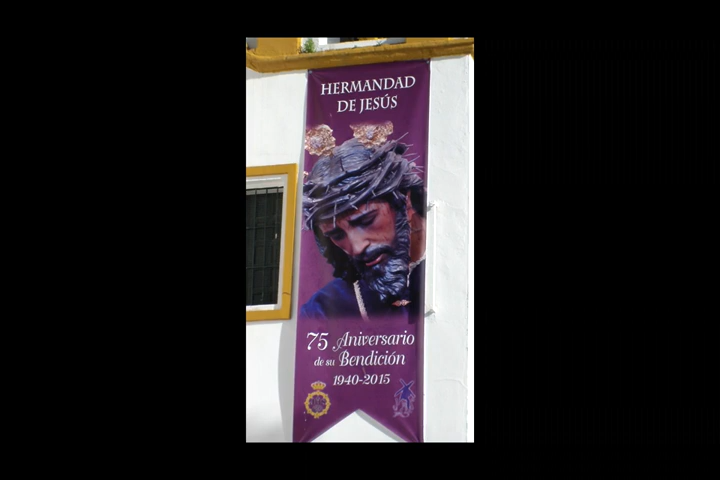 HERMANDAD
DE JESÚS
75 Aniversario
de su Bendición
1940-2015